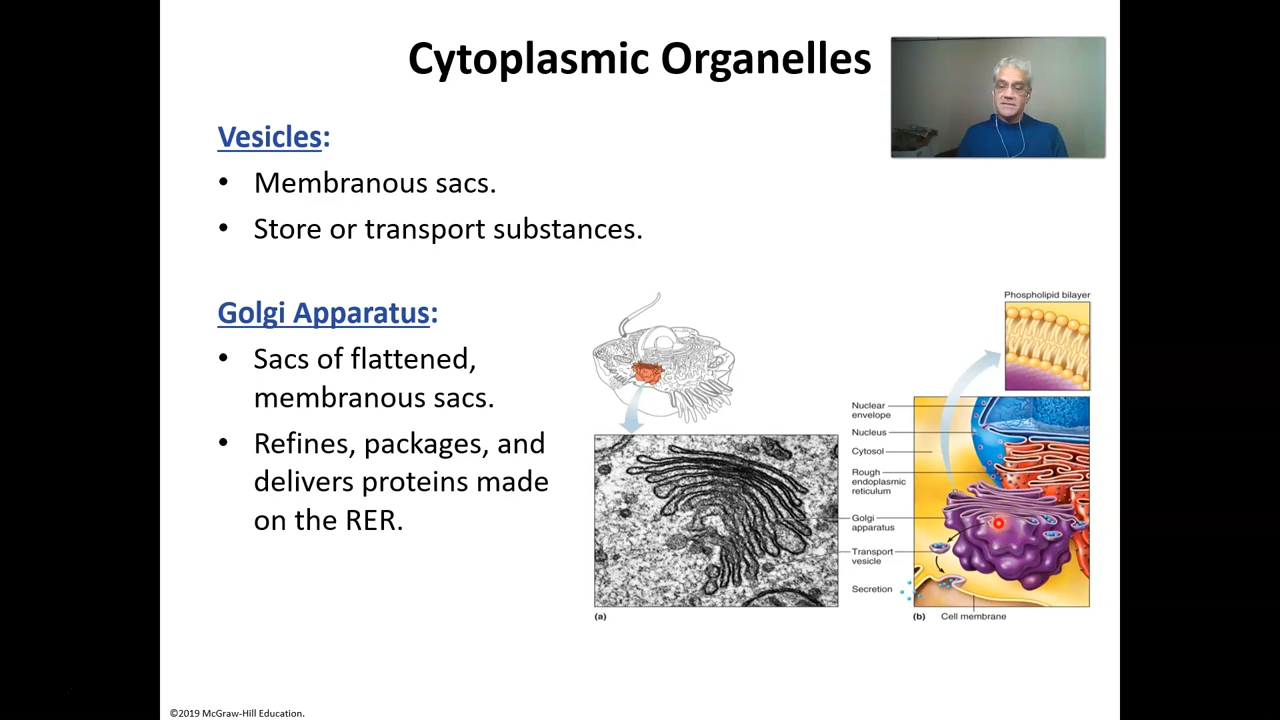 Cytoplasmic Organelles
Vesicles:
• Membranous sacs.
• Store or transport substances.
Golgi Apparatus:
• Sacs of flattened,
membranous sacs.
• Refines, packages, and
delivers proteins made
on the RER.
Phospholipid bilayer
Nuclear
envelope
Nucleus
Cytosol
Rough
endoplasmic
reticulum
Golgi
apparatus
Transport
vesicle
Secretion
(a)
(b)
Cell membrane
©2019 McGraw-Hill Education.